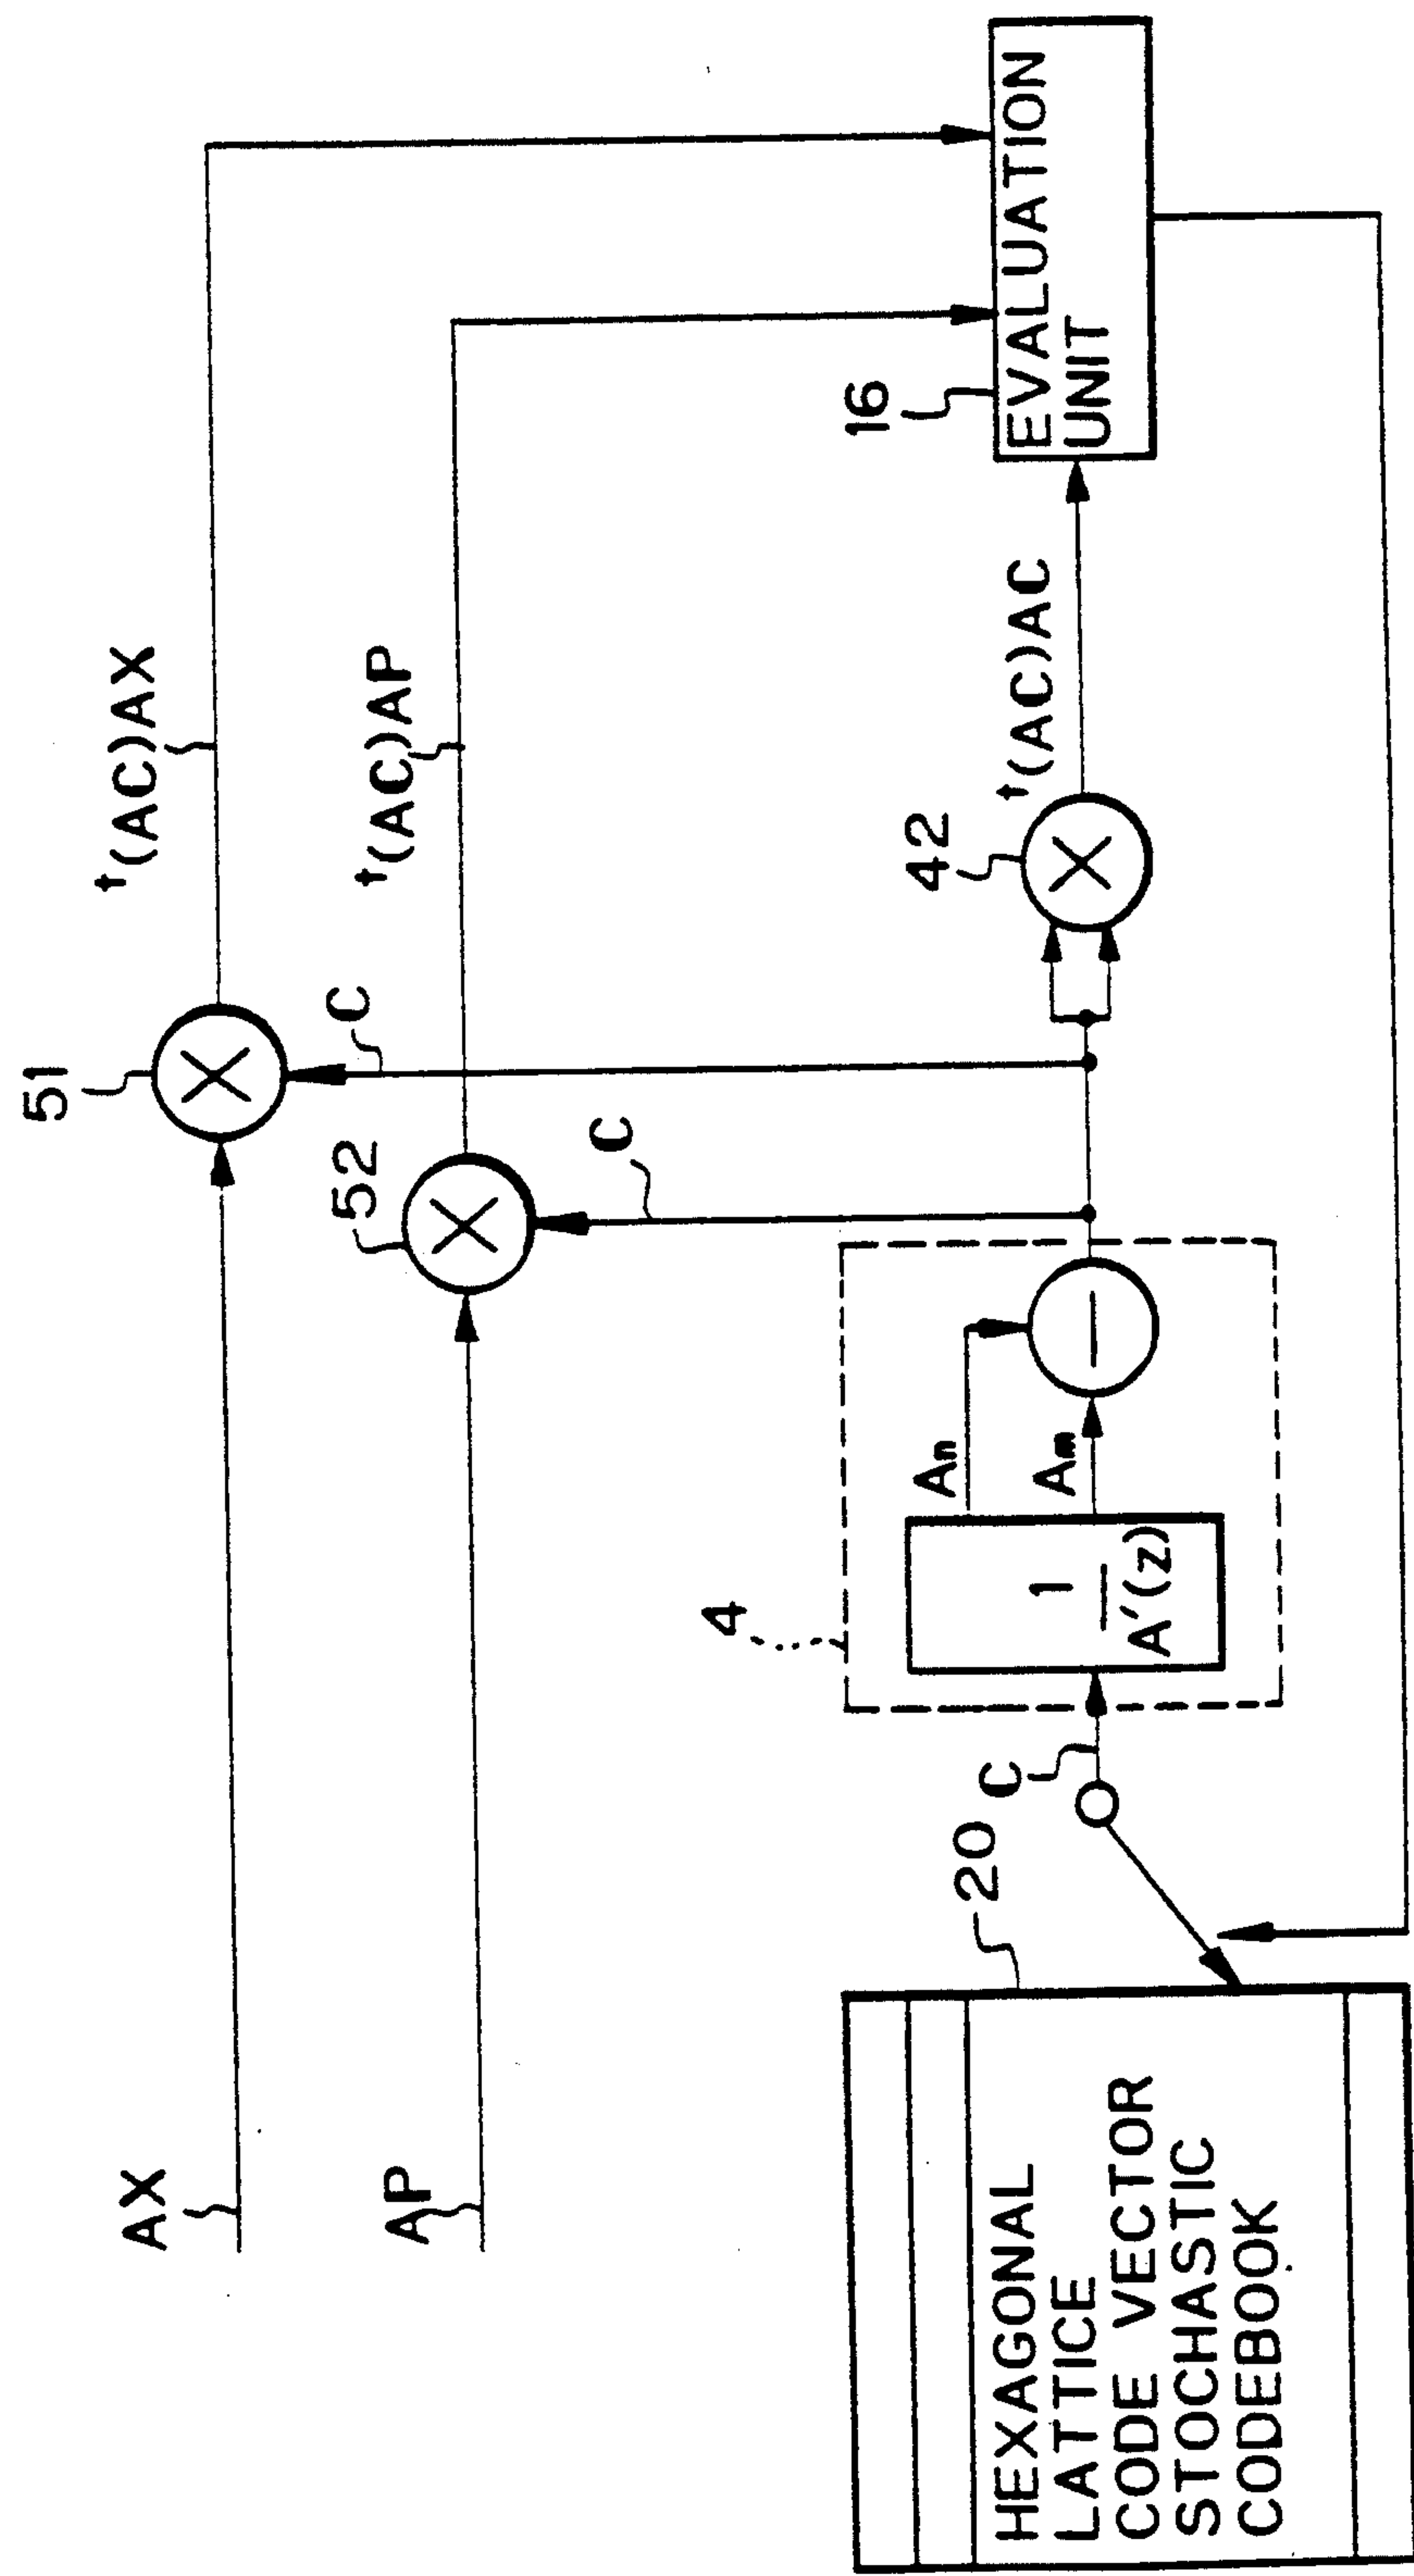 AX
AP
51
52
C
C
t(AC)AX
t(AC)AP
4
An
Am
1
A'(z)
C
20
42
t(AC)AC
16
EVALUATION
UNIT
HEXAGONAL
LATTICE
CODE VECTOR
STOCHASTIC
CODEBOOK